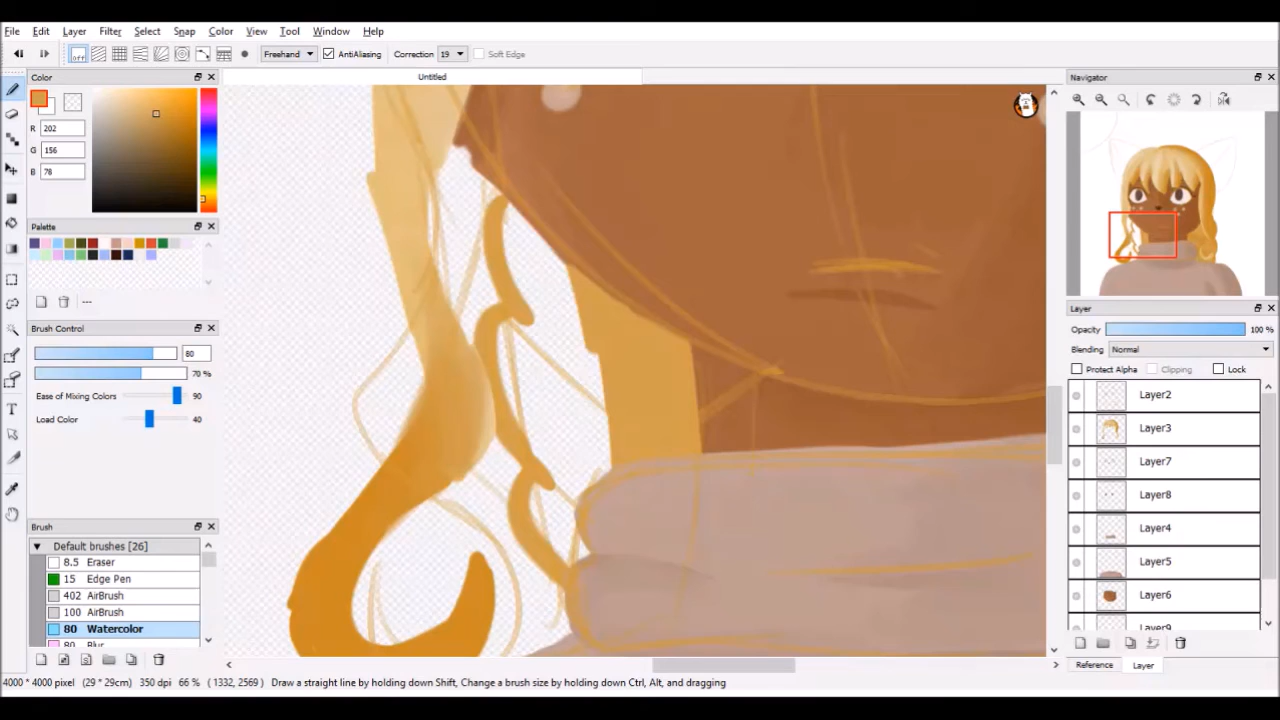 File Edit Layer Filter Select Snap Color View Tool Window Help
off Freehand AntiAliasing Correction 19 Soft Edge
Color
Untitled
Navigator
R 202
G 156
B 78
Palette
Brush Control
80
70 %
Ease of Mixing Colors 90
Load Color 40
Layer
Opacity 100 %
Blending Normal
Protect Alpha Clipping Lock
Layer2
Layer3
Layer7
Layer8
Layer4
Layer5
Layer6
Layer9
Reference Layer
Brush
Default brushes [26]
8.5 Eraser
15 Edge Pen
402 AirBrush
100 AirBrush
80 Watercolor
80 Blur
4000 * 4000 pixel (29 * 29cm) 350 dpi 66 % ( 1332, 2569 ) Draw a straight line by holding down Shift, Change a brush size by holding down Ctrl, Alt, and dragging